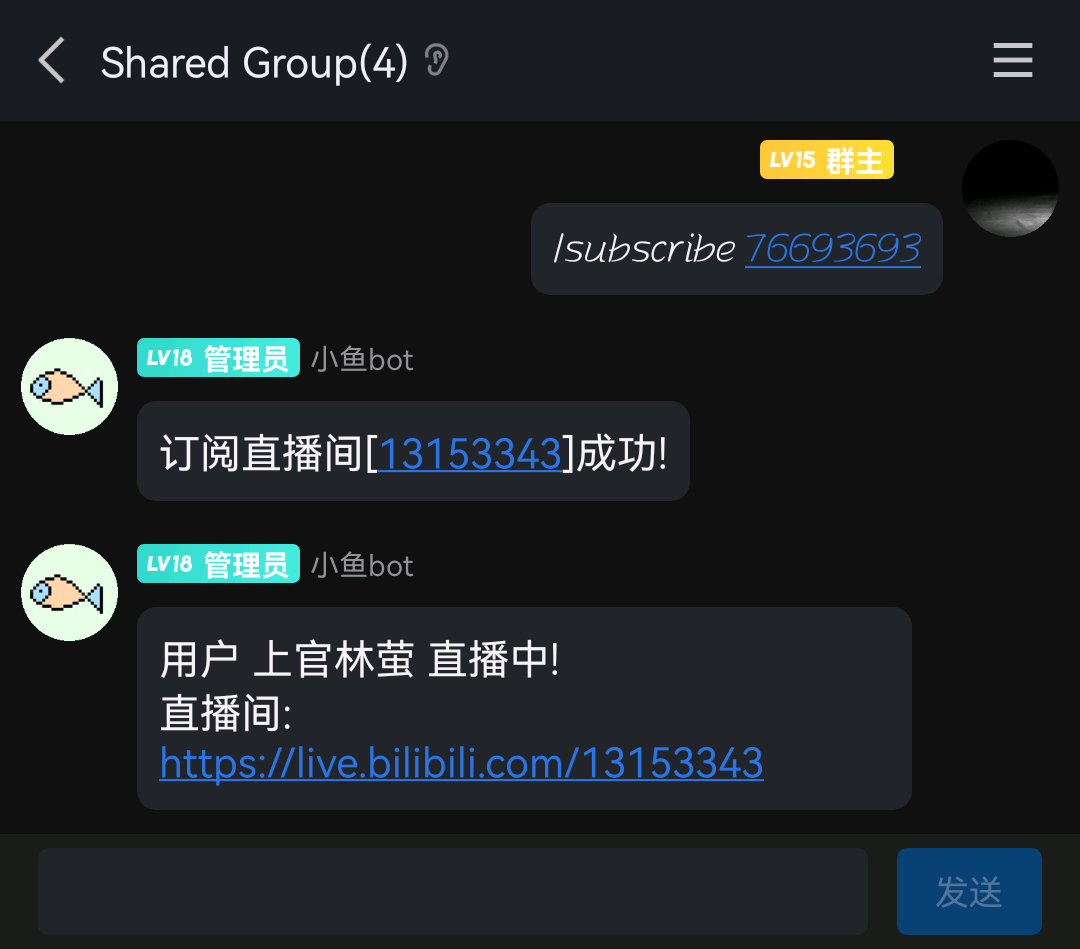 Shared Group(4)
LV15 群主
/subscribe 76693693
LV18 管理员 小鱼bot
订阅直播间[13153343]成功!
LV18 管理员 小鱼bot
用户 上官林萤 直播中!
直播间:
https://live.bilibili.com/13153343
发送